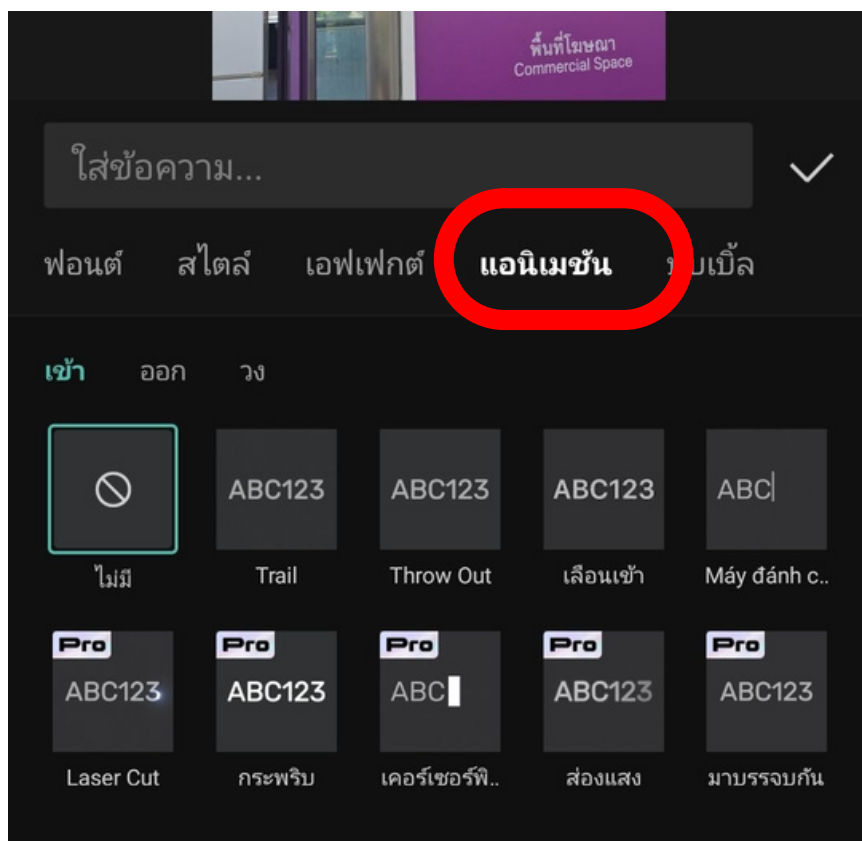 พื้นที่โฆษณา
Commercial Space
ใส่ข้อความ...
ฟอนต์ สไตล์ เอฟเฟกต์ แอนิเมชัน
เข้า ออก วง
ABC123 ABC123 ABC123 ABC
ไม่มี Trail Throw Out เลือนเข้า Máy đánh c..
Pro Pro Pro Pro Pro
ABC123 ABC123 ABC ABC123 ABC123
Laser Cut กระพริบ เคอร์เซอร์พิ.. ส่องแสง มาบรรจบกัน